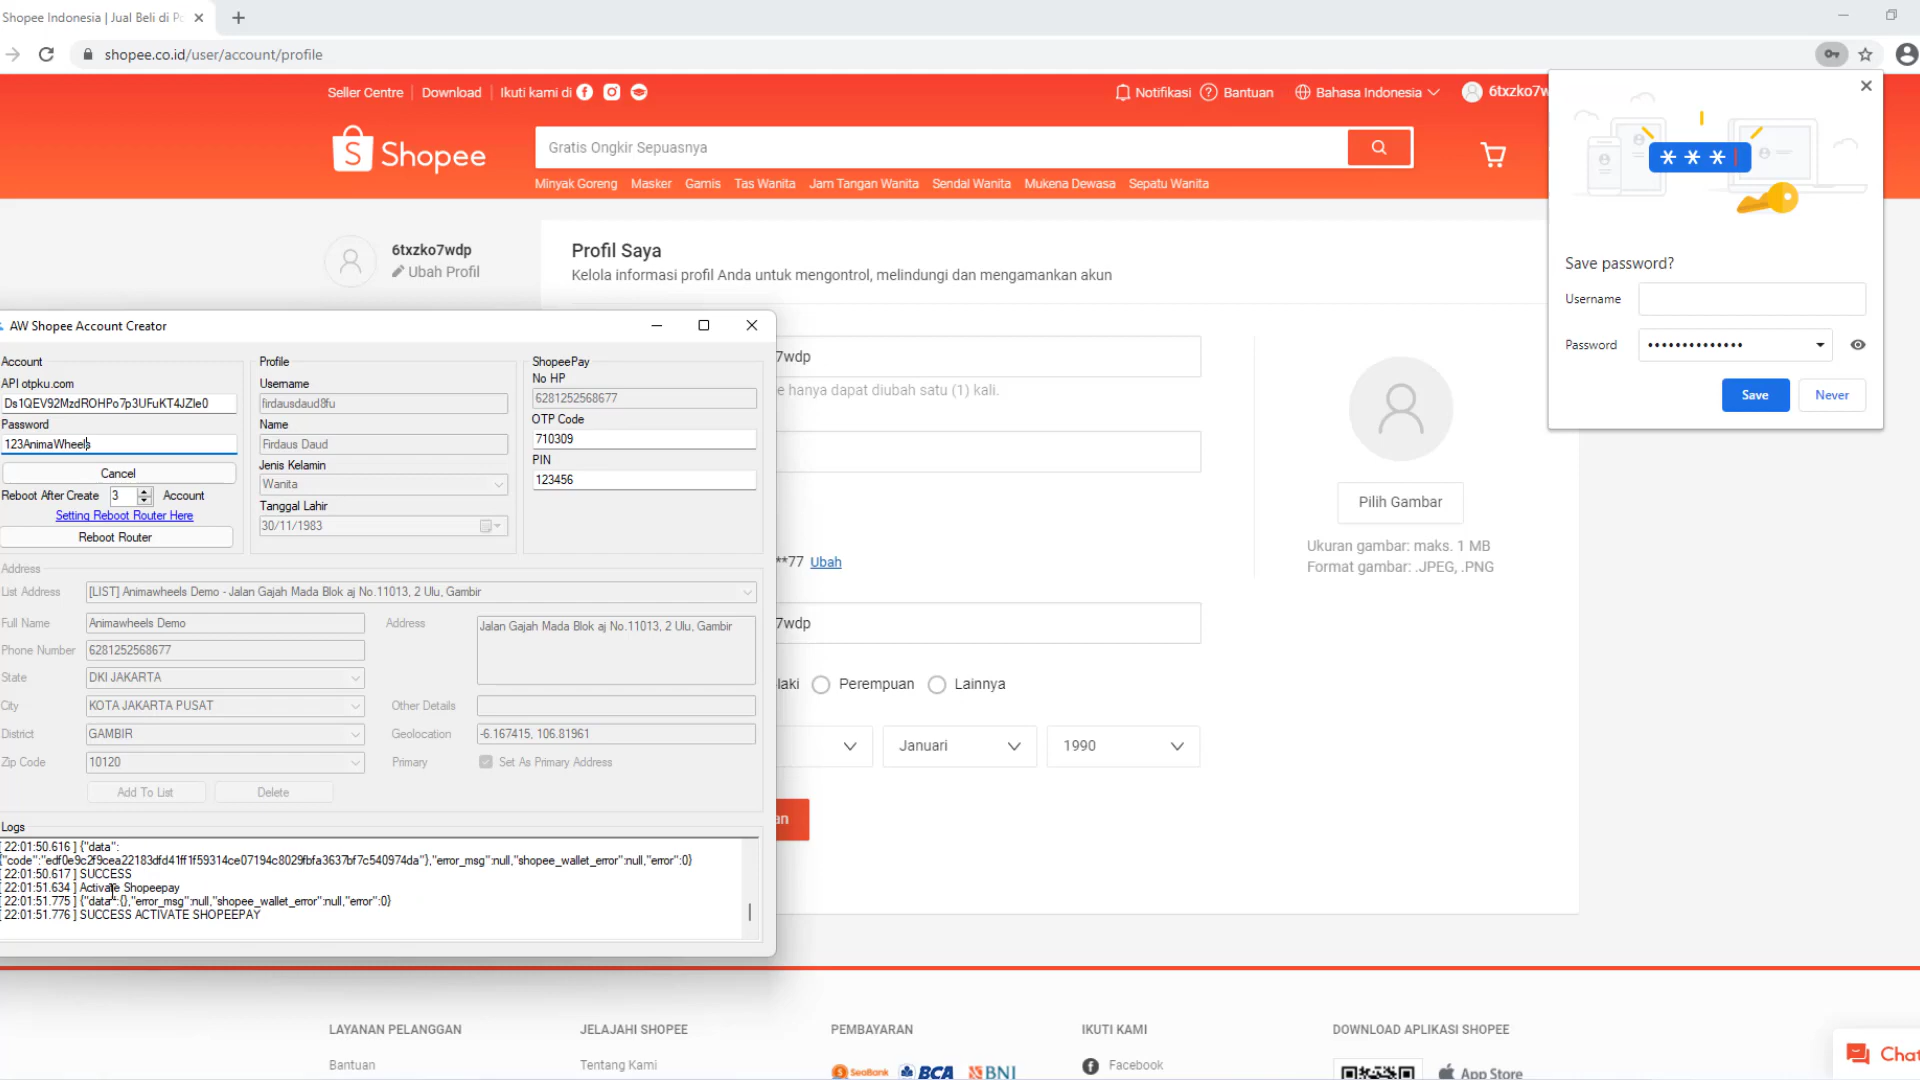 Shopee Indonesia | Jual Beli di
shopee.co.id/user/account/profile
Seller Centre
Download
Ikuti kami di
Notifikasi
Bantuan
Bahasa Indonesia
6txzko7w
Shopee
Gratis Ongkir Sepuasnya
Minyak Goreng Masker Gamis Tas Wanita Jam Tangan Wanita Sendal Wanita Mukena Dewasa Sepatu Wanita
6txzko7wdp
Ubah Profil
Profil Saya
Kelola informasi profil Anda untuk mengontrol, melindungi dan mengamankan akun
7wdp
hanya dapat diubah satu (1) kali.
**77 Ubah
7wdp
laki
Perempuan
Lainnya
Januari
1990
an
Pilih Gambar
Ukuran gambar: maks. 1 MB
Format gambar: .JPEG, .PNG
***
Save password?
Username
Password ••••••••••••••
Save
Never
AW Shopee Account Creator
Account
API otpku.com
Ds1QEV92MzdROHPo7p3UFuKT4JZIe0
Password
123AnimaWheels
Cancel
Reboot After Create 3 Account
Setting Reboot Router Here
Reboot Router
Profile
Username
firdausdaud8fu
Name
Firdaus Daud
Jenis Kelamin
Wanita
Tanggal Lahir
30/11/1983
ShopeePay
No HP
6281252568677
OTP Code
710309
PIN
123456
Address
List Address [LIST] Animawheels Demo - Jalan Gajah Mada Blok aj No.11013, 2 Ulu, Gambir
Full Name Animawheels Demo
Phone Number 6281252568677
State DKI JAKARTA
City KOTA JAKARTA PUSAT
District GAMBIR
Zip Code 10120
Address Jalan Gajah Mada Blok aj No.11013, 2 Ulu, Gambir
Other Details
Geolocation -6.167415, 106.81961
Primary Set As Primary Address
Add To List
Delete
Logs
[ 22:01:50.616 ] {"data":
{"code":"edf0e9c2f9cea22183dfd41ff1f59314ce07194c8029fbfa3637bf7c540974da"},"error_msg":null,"shopee_wallet_error":null,"error":0}
[ 22:01:50.617 ] SUCCESS
[ 22:01:51.634 ] Activate Shopeepay
[ 22:01:51.775 ] {"data":{},"error_msg":null,"shopee_wallet_error":null,"error":0}
[ 22:01:51.776 ] SUCCESS ACTIVATE SHOPEEPAY
LAYANAN PELANGGAN
JELAJAHI SHOPEE
PEMBAYARAN
IKUTI KAMI
DOWNLOAD APLIKASI SHOPEE
Bantuan
Tentang Kami
SeaBank
BCA
BNI
Facebook
App Store
Chat